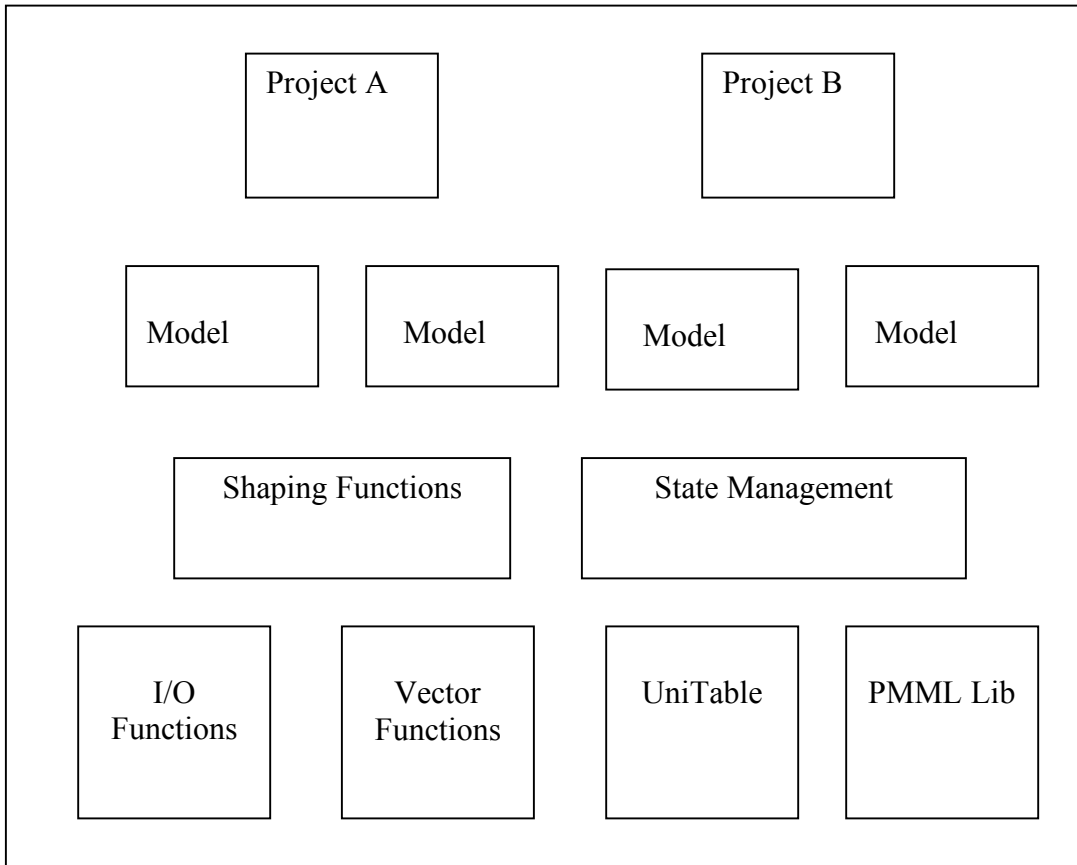 Project A
Project B
Model
Model
Model
Model
Shaping Functions
State Management
I/O
Functions
Vector
Functions
UniTable
PMML Lib